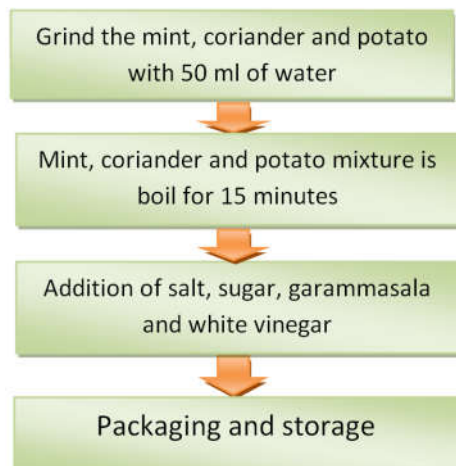 Grind the mint, coriander and potato
with 50 ml of water
Mint, coriander and potato mixture is
boil for 15 minutes
Addition of salt, sugar, garammasala
and white vinegar
Packaging and storage